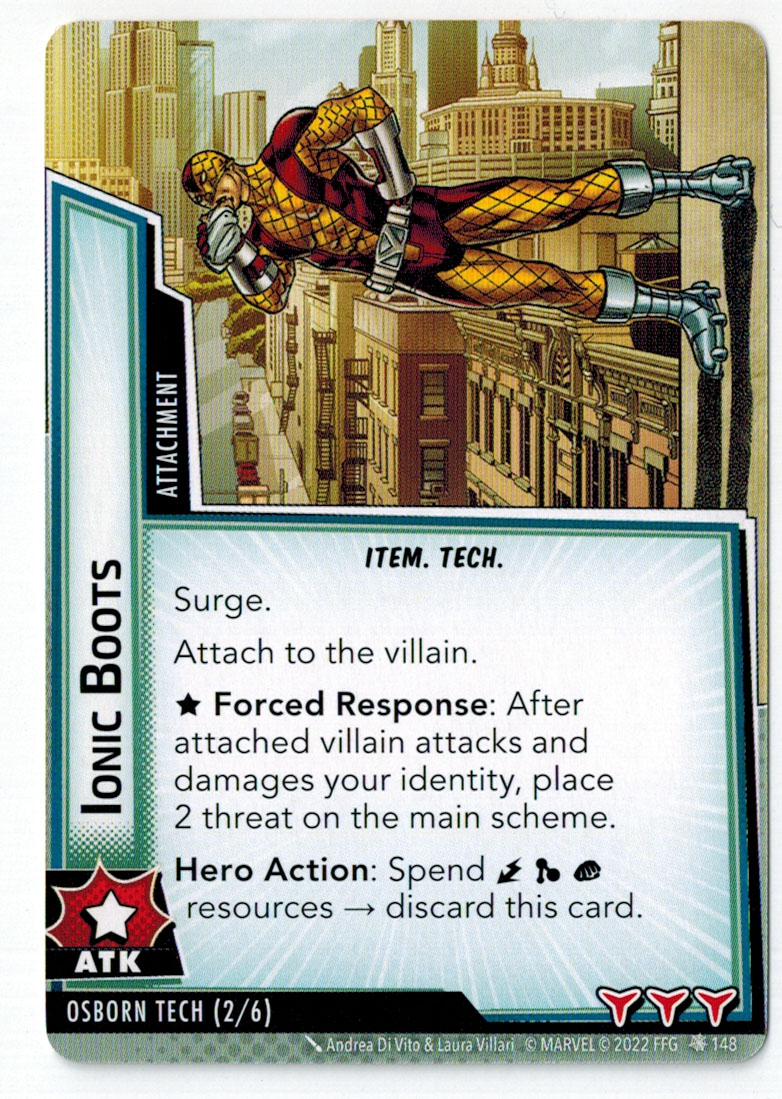 ATTACHMENT
IONIC BOOTS
ITEM. TECH.
Surge.
Attach to the villain.
★ Forced Response: After
attached villain attacks and
damages your identity, place
2 threat on the main scheme.
Hero Action: Spend
resources → discard this card.
ATK
OSBORN TECH (2/6)
Andrea Di Vito & Laura Villari © MARVEL © 2022 FFG 148